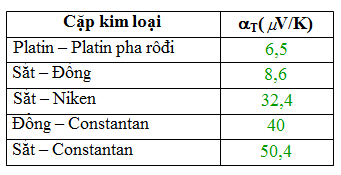 Cặp kim loại αT( μV/K)
Platin – Platin pha rôđi 6,5
Sắt – Đồng 8,6
Sắt – Niken 32,4
Đồng – Constantan 40
Sắt – Constantan 50,4